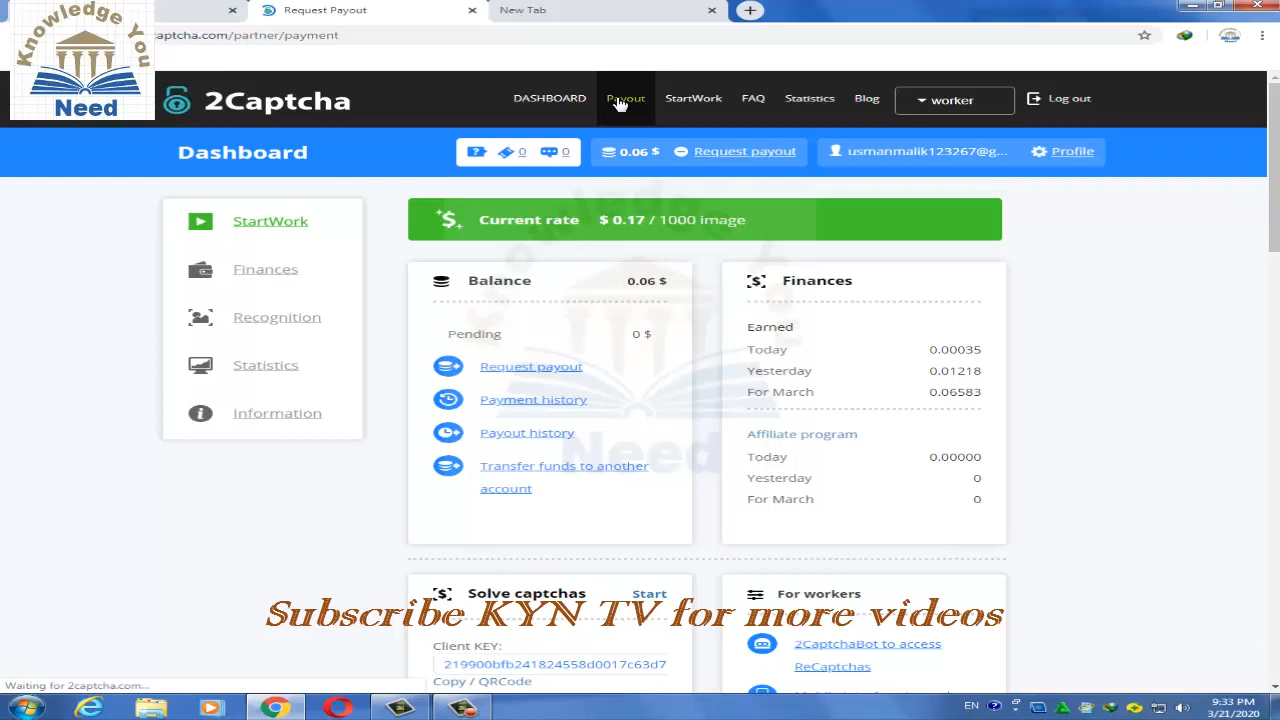 Request Payout
New Tab
Knowledge You
Need
aptcha.com/partner/payment
2Captcha
DASHBOARD
Payout
StartWork
FAQ
Statistics
Blog
worker
Log out
Dashboard
0
0
0.06 $
Request payout
usmanmalik123267@g...
Profile
StartWork
Finances
Recognition
Statistics
Information
Current rate $ 0.17 / 1000 image
Balance 0.06 $
Pending 0 $
Request payout
Payment history
Payout history
Transfer funds to another
account
Finances
Earned
Today 0.00035
Yesterday 0.01218
For March 0.06583
Affiliate program
Today 0.00000
Yesterday 0
For March 0
Knowledge You
Need
Solve captchas Start
Client KEY:
219900bfb241824558d0017c63d7
Copy / QRCode
For workers
2CaptchaBot to access
ReCaptchas
Subscribe KYN TV for more videos
Waiting for 2captcha.com...
EN
9:33 PM
3/21/2020